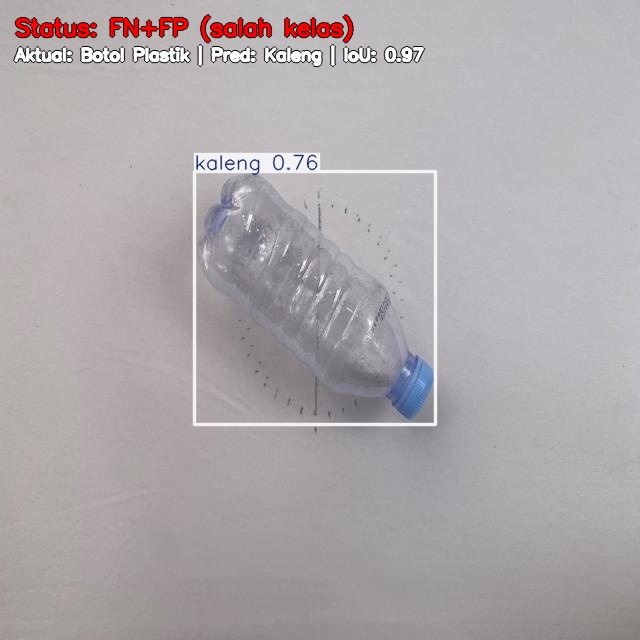 Status: FN+FP (salah kelas)
Aktual: Botol Plastik | Pred: Kaleng | IoU: 0.97
kaleng 0.76